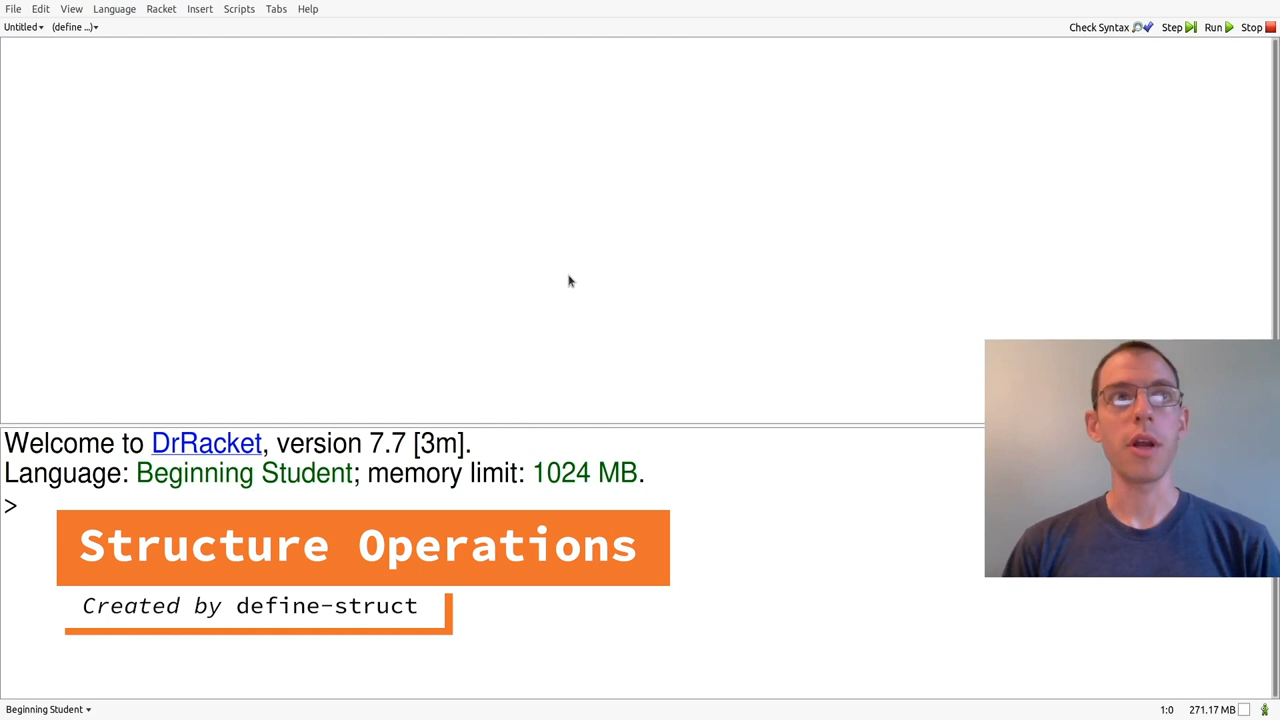 File Edit View Language Racket Insert Scripts Tabs Help
Untitled (define ...) Check Syntax Step Run Stop
Welcome to DrRacket, version 7.7 [3m].
Language: Beginning Student; memory limit: 1024 MB.
>
Structure Operations
Created by define-struct
Beginning Student 1:0 271.17 MB